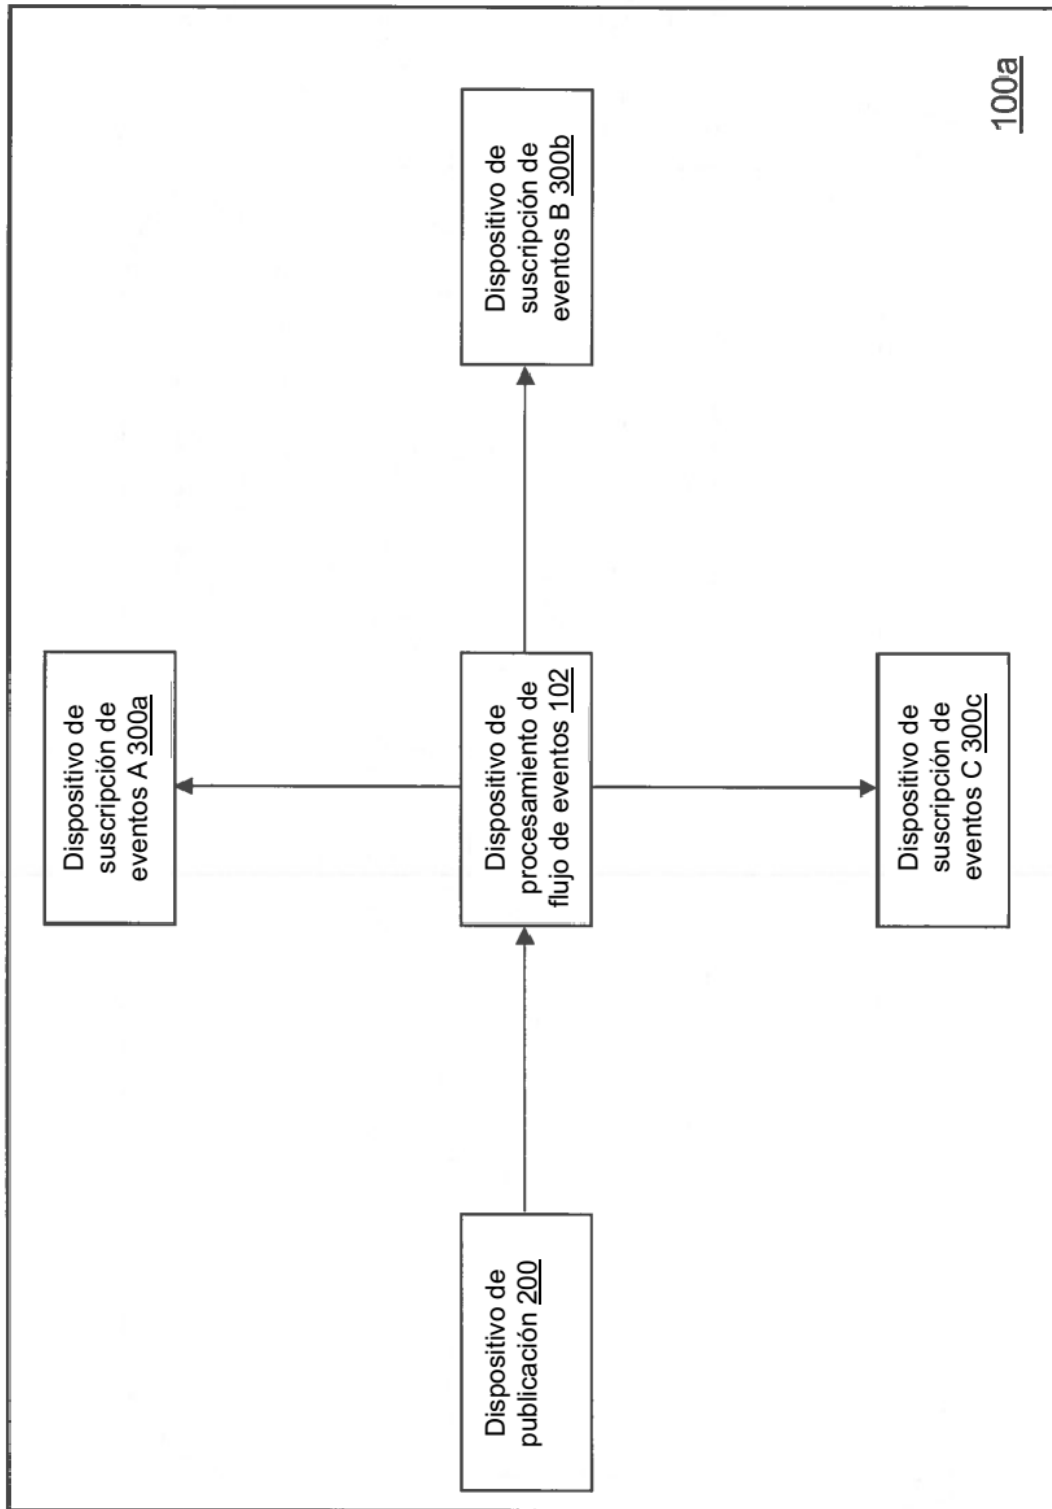 Dispositivo de
suscripción de
eventos A 300a
Dispositivo de
publicación 200
Dispositivo de
procesamiento de
flujo de eventos 102
Dispositivo de
suscripción de
eventos B 300b
Dispositivo de
suscripción de
eventos C 300c
100a